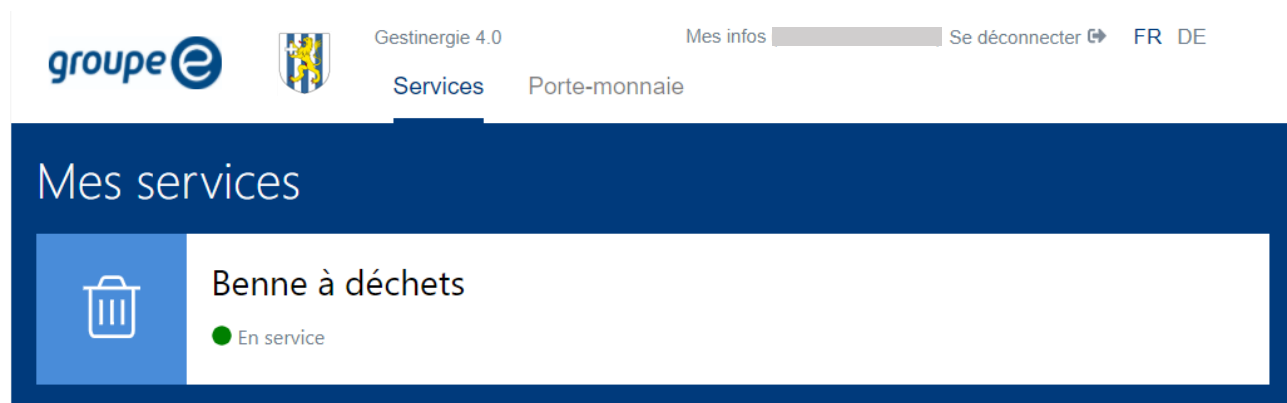 groupe e
Gestinergie 4.0
Mes infos
Se déconnecter
FR DE
Services
Porte-monnaie
Mes services
Benne à déchets
En service